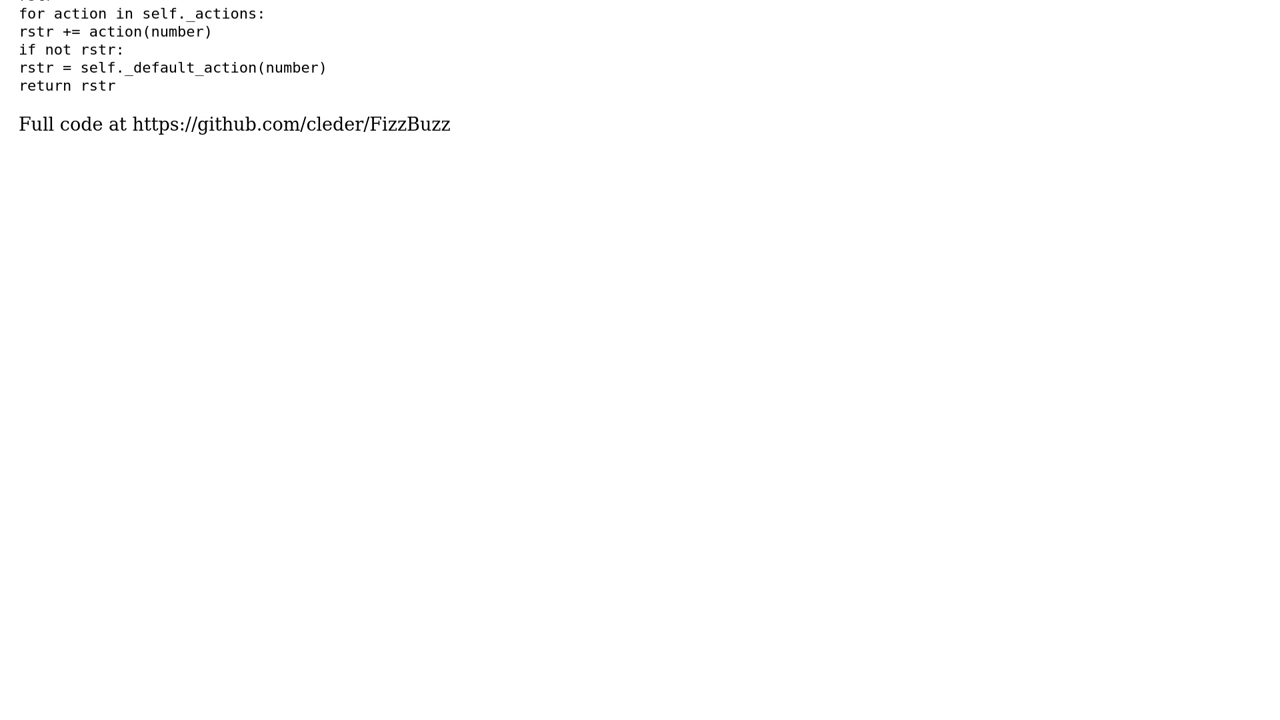 for action in self._actions:
rstr += action(number)
if not rstr:
rstr = self._default_action(number)
return rstr
Full code at https://github.com/cleder/FizzBuzz